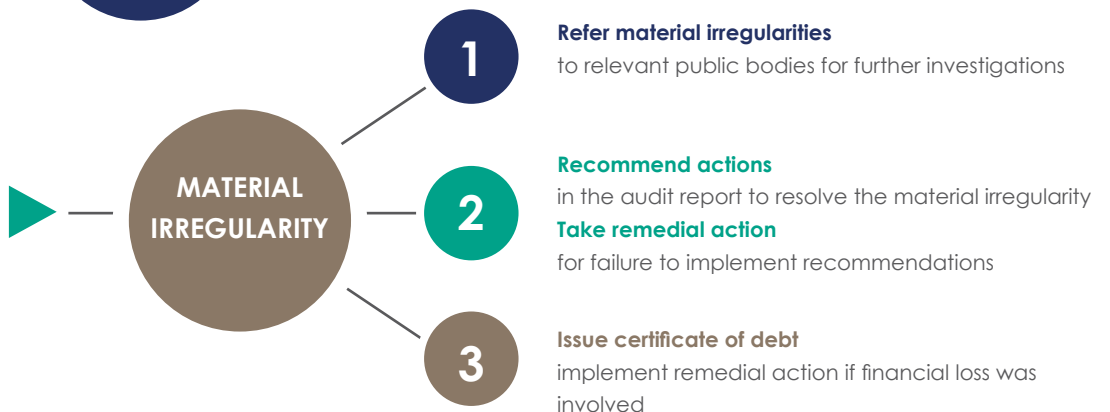 MATERIAL
IRREGULARITY
1
Refer material irregularities
to relevant public bodies for further investigations
2
Recommend actions
in the audit report to resolve the material irregularity
Take remedial action
for failure to implement recommendations
3
Issue certificate of debt
implement remedial action if financial loss was
involved